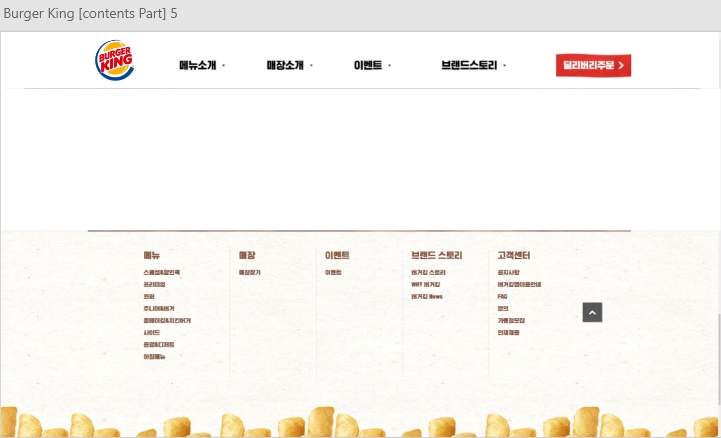 Burger King [contents Part] 5
BURGER
KING
메뉴소개
매장소개
이벤트
브랜드스토리
딜리버리주문
메뉴
스페셜&할인팩
프리미엄
와퍼
주니어&버거
올데이킹&치킨버거
사이드
음료&디저트
아침메뉴
매장
매장찾기
이벤트
이벤트
브랜드 스토리
버거킹 스토리
WHY 버거킹
버거킹 News
고객센터
공지사항
버거킹앱이용안내
FAQ
문의
가맹점모집
인재채용